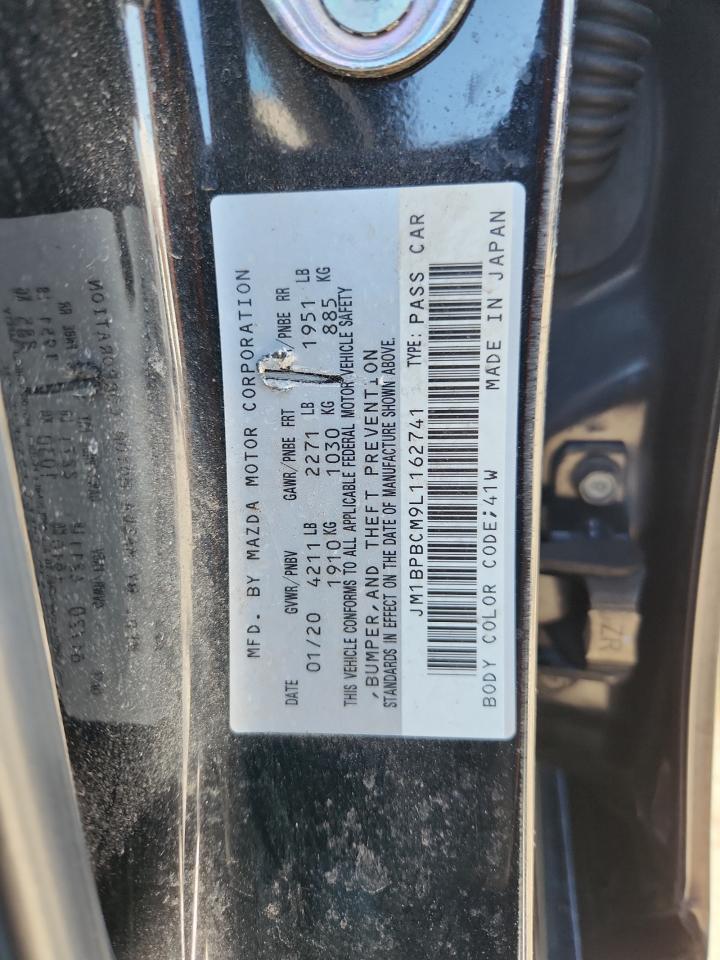 MFD. BY MAZDA MOTOR CORPORATION
DATE GVWR/PNBV GAWR/PNBE FRT /PNBE RR
01/20 4211 LB 2271 LB 1951 LB
1910 KG 1030 KG 885 KG
THIS VEHICLE CONFORMS TO ALL APPLICABLE FEDERAL MOTOR VEHICLE SAFETY
,BUMPER,AND THEFT PREVENTION
STANDARDS IN EFFECT ON THE DATE OF MANUFACTURE SHOWN ABOVE.
JM1BPBCM9L1162741 TYPE: PASS CAR
BODY COLOR CODE;41W MADE IN JAPAN
ZR